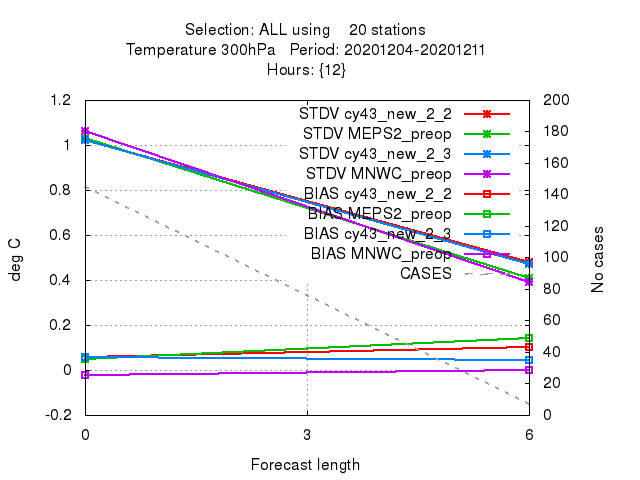 Selection: ALL using    20 stations
Temperature 300hPa   Period: 20201204-20201211
Hours: {12}
1.2
1
0.8
0.6
0.4
0.2
0
-0.2
deg C
STDV cy43_new_2_2
STDV MEPS2_preop
STDV cy43_new_2_3
STDV MNWC_preop
BIAS cy43_new_2_2
BIAS MEPS2_preop
BIAS cy43_new_2_3
BIAS MNWC_preop
CASES
200
180
160
140
120
100
80
60
40
20
0
No cases
0 3 6
Forecast length